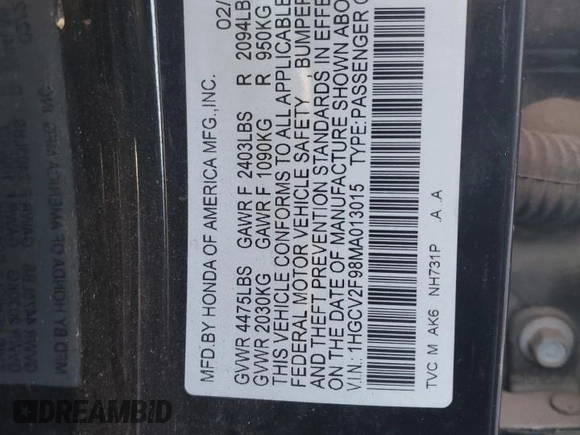 MFD.BY HONDA OF AMERICA MFG.,INC. 02/
GVWR 4475LBS GAWR F 2403LBS R 2094LB
GVWR 2030KG GAWR F 1090KG R 950KG
THIS VEHICLE CONFORMS TO ALL APPLICABLE
FEDERAL MOTOR VEHICLE SAFETY, BUMPER
AND THEFT PREVENTION STANDARDS IN EFFE
ON THE DATE OF MANUFACTURE SHOWN ABO
V.I.N.: 1HGCV2F98MA013015 TYPE:PASSENGER
TVC M AK6 NH731P .A .A
DREAMBID